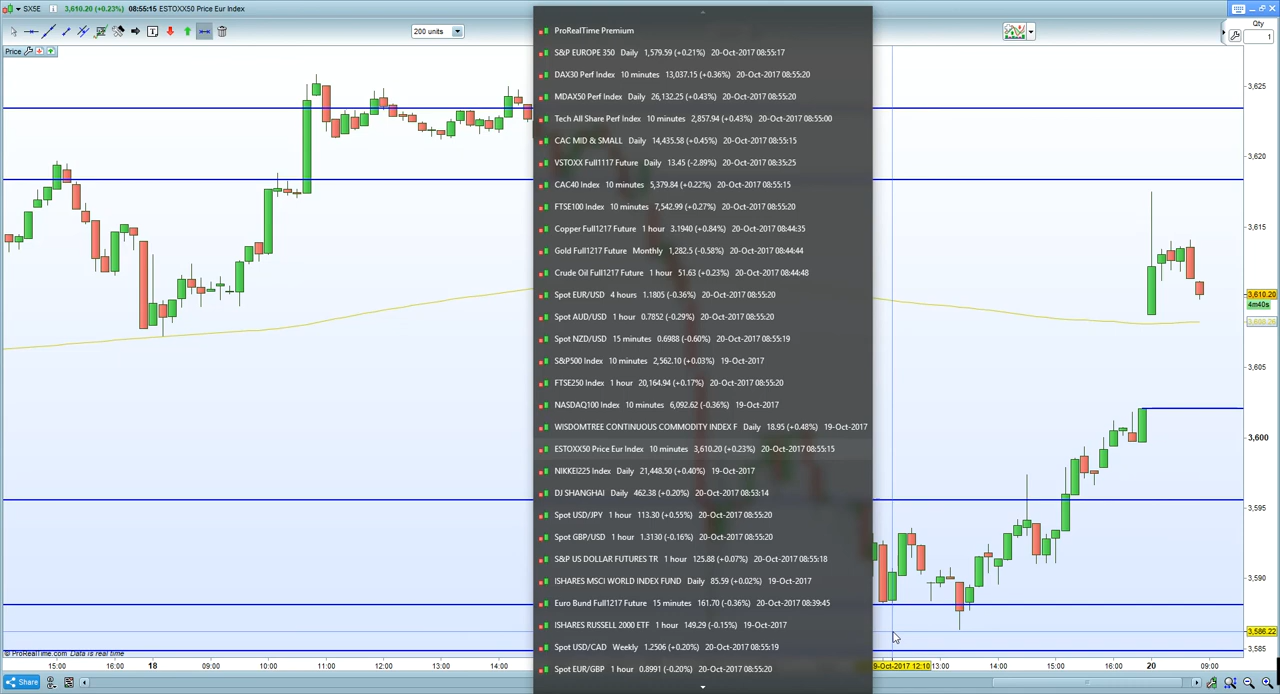 SX5E 3,610.20 (+0.23%) 08:55:15 ESTOXX50 Price Eur Index
200 units
Qty
1
Price
ProRealTime Premium
S&P EUROPE 350 Daily 1,579.59 (+0.21%) 20-Oct-2017 08:55:17
DAX30 Perf Index 10 minutes 13,037.15 (+0.36%) 20-Oct-2017 08:55:20
MDAX50 Perf Index Daily 26,132.25 (+0.43%) 20-Oct-2017 08:55:20
Tech All Share Perf Index 10 minutes 2,857.94 (+0.43%) 20-Oct-2017 08:55:00
CAC MID & SMALL Daily 14,435.58 (+0.45%) 20-Oct-2017 08:55:15
VSTOXX Full1117 Future Daily 13.45 (-2.89%) 20-Oct-2017 08:35:25
CAC40 Index 10 minutes 5,379.84 (+0.22%) 20-Oct-2017 08:55:15
FTSE100 Index 10 minutes 7,542.99 (+0.27%) 20-Oct-2017 08:55:20
Copper Full1217 Future 1 hour 3.1940 (+0.84%) 20-Oct-2017 08:44:35
Gold Full1217 Future Monthly 1,282.5 (-0.58%) 20-Oct-2017 08:44:44
Crude Oil Full1217 Future 1 hour 51.63 (+0.23%) 20-Oct-2017 08:44:48
Spot EUR/USD 4 hours 1.1805 (-0.36%) 20-Oct-2017 08:55:20
Spot AUD/USD 1 hour 0.7852 (-0.29%) 20-Oct-2017 08:55:20
Spot NZD/USD 15 minutes 0.6988 (-0.60%) 20-Oct-2017 08:55:19
S&P500 Index 10 minutes 2,562.10 (+0.03%) 19-Oct-2017
FTSE250 Index 1 hour 20,164.94 (+0.17%) 20-Oct-2017 08:55:20
NASDAQ100 Index 10 minutes 6,092.62 (-0.36%) 19-Oct-2017
WISDOMTREE CONTINUOUS COMMODITY INDEX F Daily 18.95 (+0.48%) 19-Oct-2017
ESTOXX50 Price Eur Index 10 minutes 3,610.20 (+0.23%) 20-Oct-2017 08:55:15
NIKKEI225 Index Daily 21,448.50 (+0.40%) 19-Oct-2017
DJ SHANGHAI Daily 462.38 (+0.20%) 20-Oct-2017 08:53:14
Spot USD/JPY 1 hour 113.30 (+0.55%) 20-Oct-2017 08:55:20
Spot GBP/USD 1 hour 1.3130 (-0.16%) 20-Oct-2017 08:55:20
S&P US DOLLAR FUTURES TR 1 hour 125.88 (+0.07%) 20-Oct-2017 08:55:18
ISHARES MSCI WORLD INDEX FUND Daily 85.59 (+0.02%) 19-Oct-2017
Euro Bund Full1217 Future 15 minutes 161.70 (-0.36%) 20-Oct-2017 08:39:45
ISHARES RUSSELL 2000 ETF 1 hour 149.29 (-0.15%) 19-Oct-2017
Spot USD/CAD Weekly 1.2506 (+0.20%) 20-Oct-2017 08:55:19
Spot EUR/GBP 1 hour 0.8991 (-0.20%) 20-Oct-2017 08:55:20
3,625
3,620
3,615
3,610.20
4m40s
3,605
3,600
3,595
3,590
3,586.22
3,585
© ProRealTime.com Data is real time
15:00 18 09:00 10:00 11:00 12:00 13:00 14:00 9-Oct-2017 12:10 13:00 14:00 15:00 16:00 20 09:00
Share